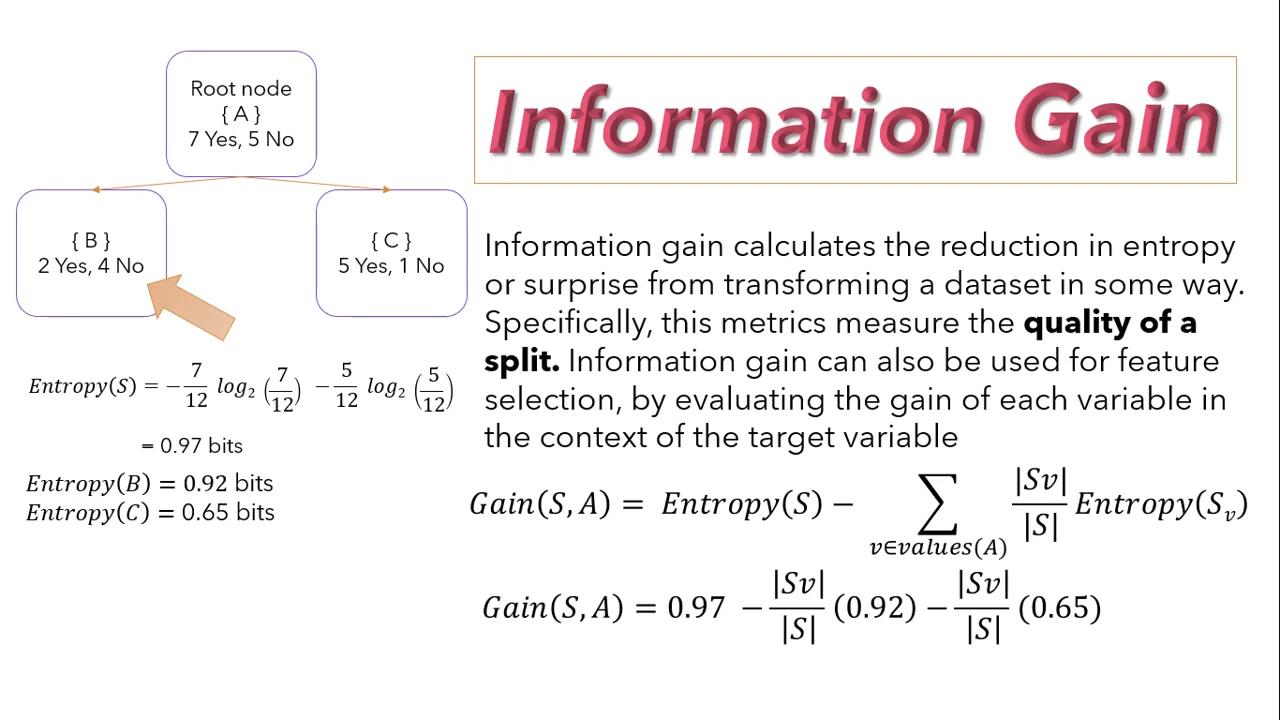 Root node
{ A }
7 Yes, 5 No
{ B }
2 Yes, 4 No
{ C }
5 Yes, 1 No
Entropy(S) = − 7/12 log₂ (7/12) − 5/12 log₂ (5/12)
= 0.97 bits
Entropy(B) = 0.92 bits
Entropy(C) = 0.65 bits
Information Gain
Information gain calculates the reduction in entropy
or surprise from transforming a dataset in some way.
Specifically, this metrics measure the quality of a
split. Information gain can also be used for feature
selection, by evaluating the gain of each variable in
the context of the target variable
Gain(S, A) = Entropy(S) − ∑ v∈values(A) |Sv|/|S| Entropy(Sᵥ)
Gain(S, A) = 0.97 − |Sv|/|S| (0.92) − |Sv|/|S| (0.65)